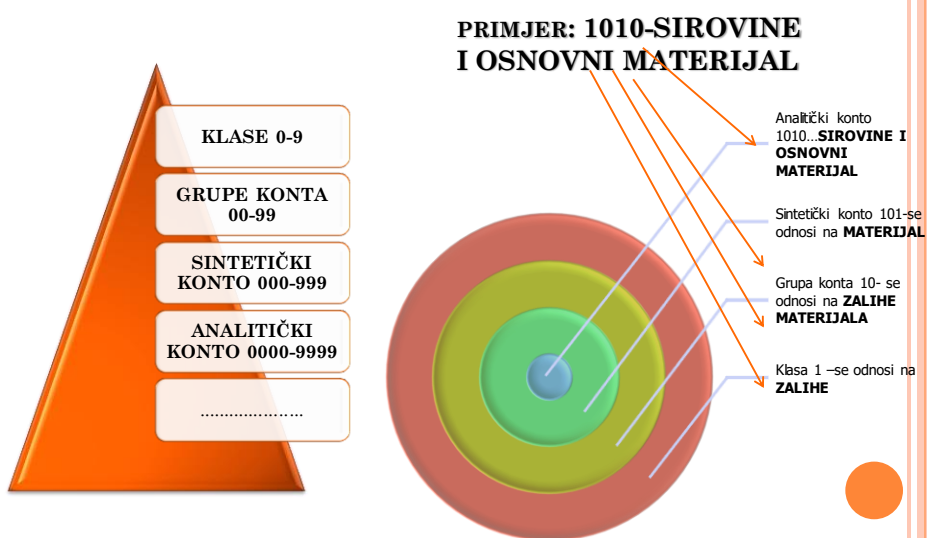 PRIMJER: 1010-SIROVINE
I OSNOVNI MATERIJAL
KLASE 0-9
GRUPE KONTA
00-99
SINTETIČKI
KONTO 000-999
ANALITIČKI
KONTO 0000-9999
.....................
Analitički konto
1010...SIROVINE I
OSNOVNI
MATERIJAL
Sintetički konto 101-se
odnosi na MATERIJAL
Grupa konta 10- se
odnosi na ZALIHE
MATERIJALA
Klasa 1 –se odnosi na
ZALIHE